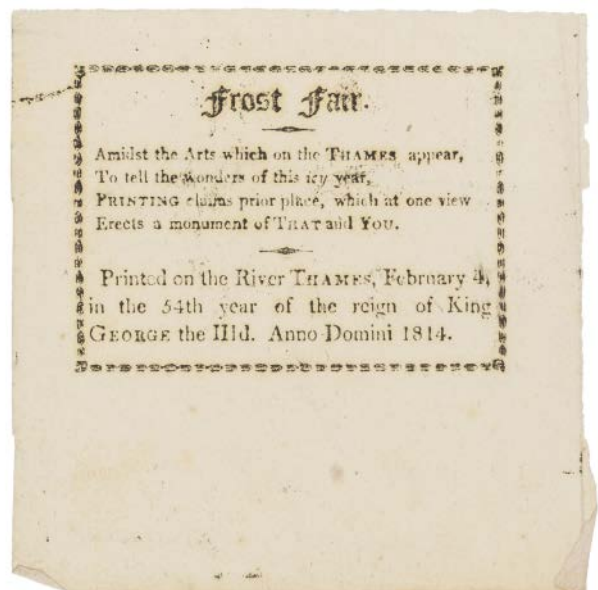 Frost Fair.
Amidst the Arts which on the THAMES appear,
To tell the wonders of this icy year,
PRINTING claims prior place, which at one view
Erects a monument of THAT and YOU.
Printed on the River THAMES, February 4,
in the 54th year of the reign of King
GEORGE the IIId. Anno Domini 1814.